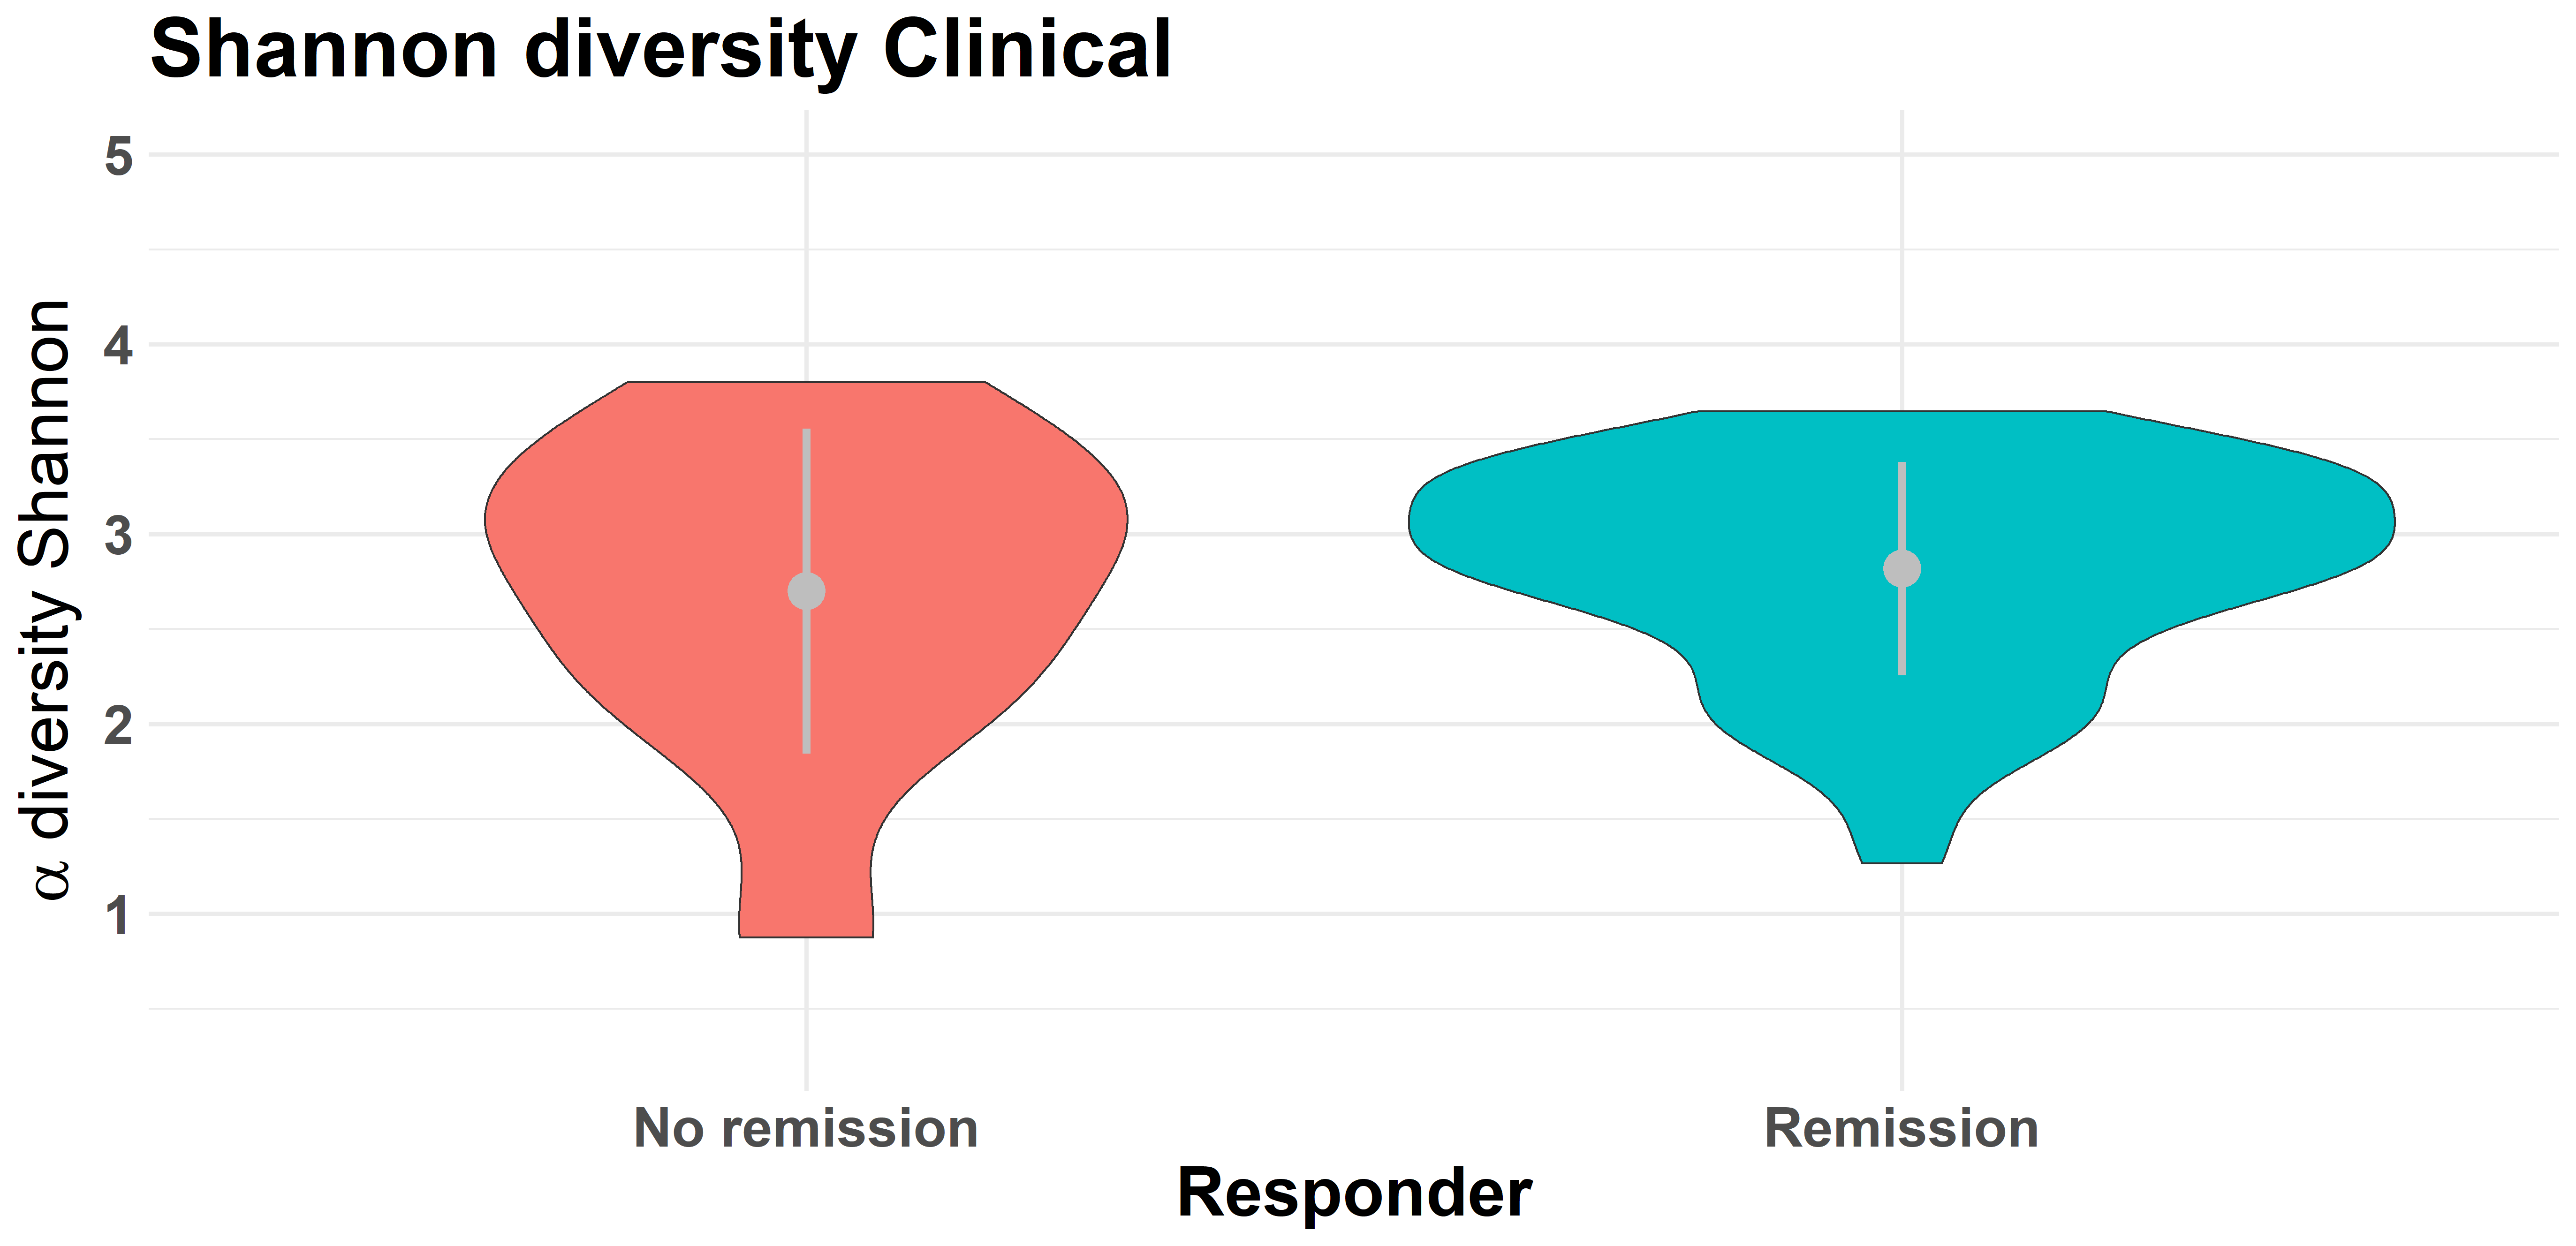 Shannon diversity Clinical
α diversity Shannon
5
4
3
2
1
No remission
Remission
Responder